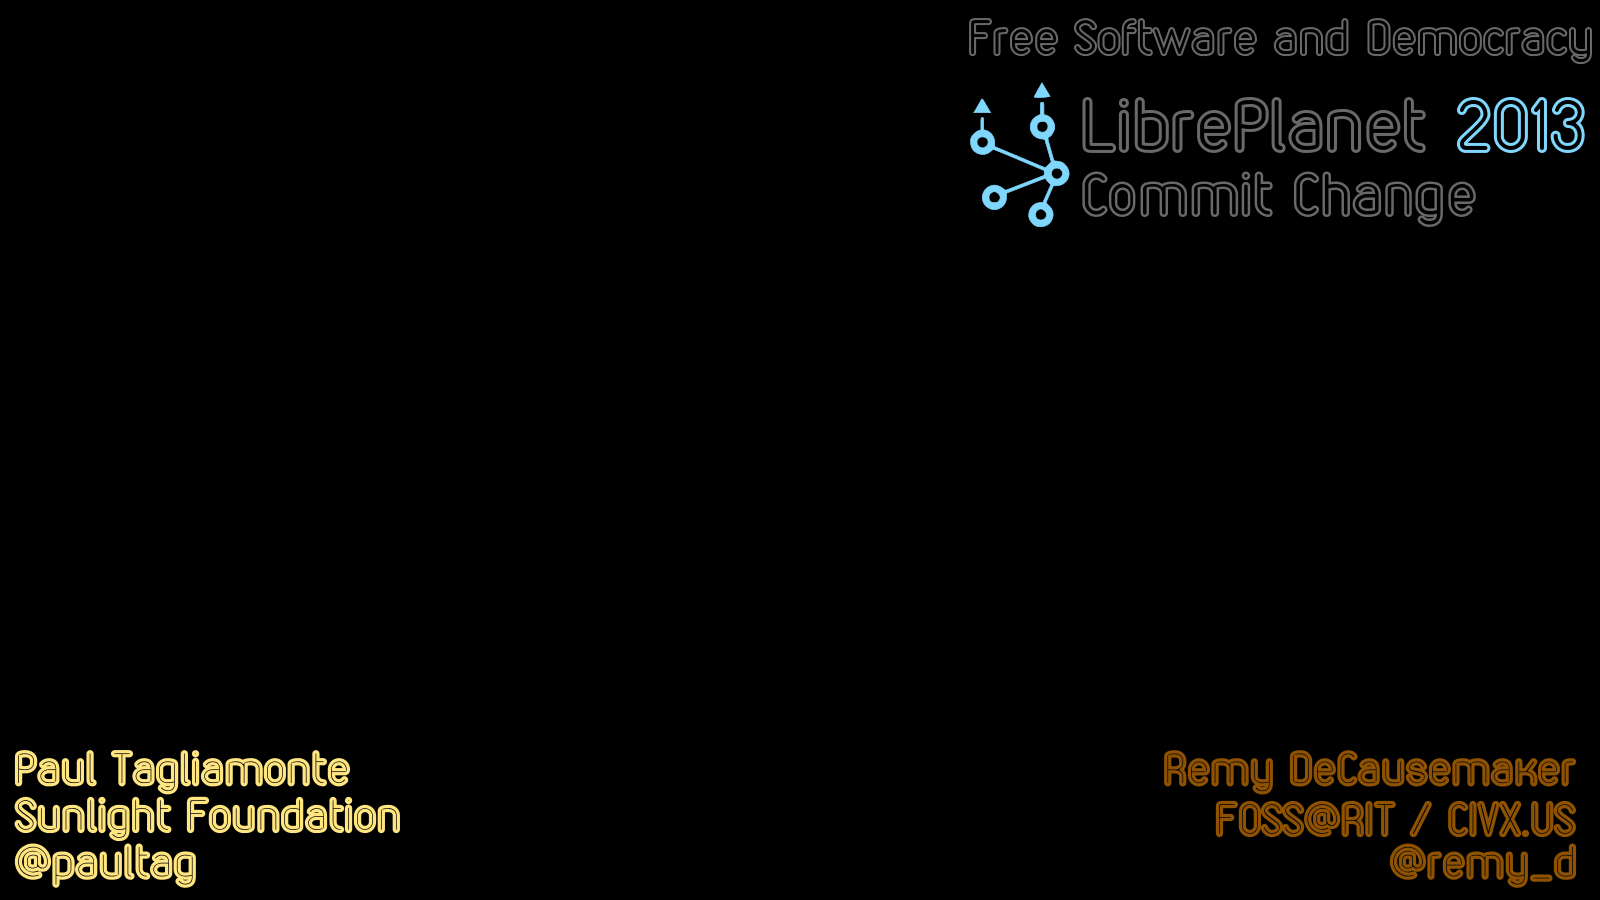 Free Software and Democracy
LibrePlanet 2013
Commit Change
Paul Tagliamonte
Sunlight Foundation
@paultag
Remy DeCausemaker
FOSS@RIT / CIVX.US
@remy_d